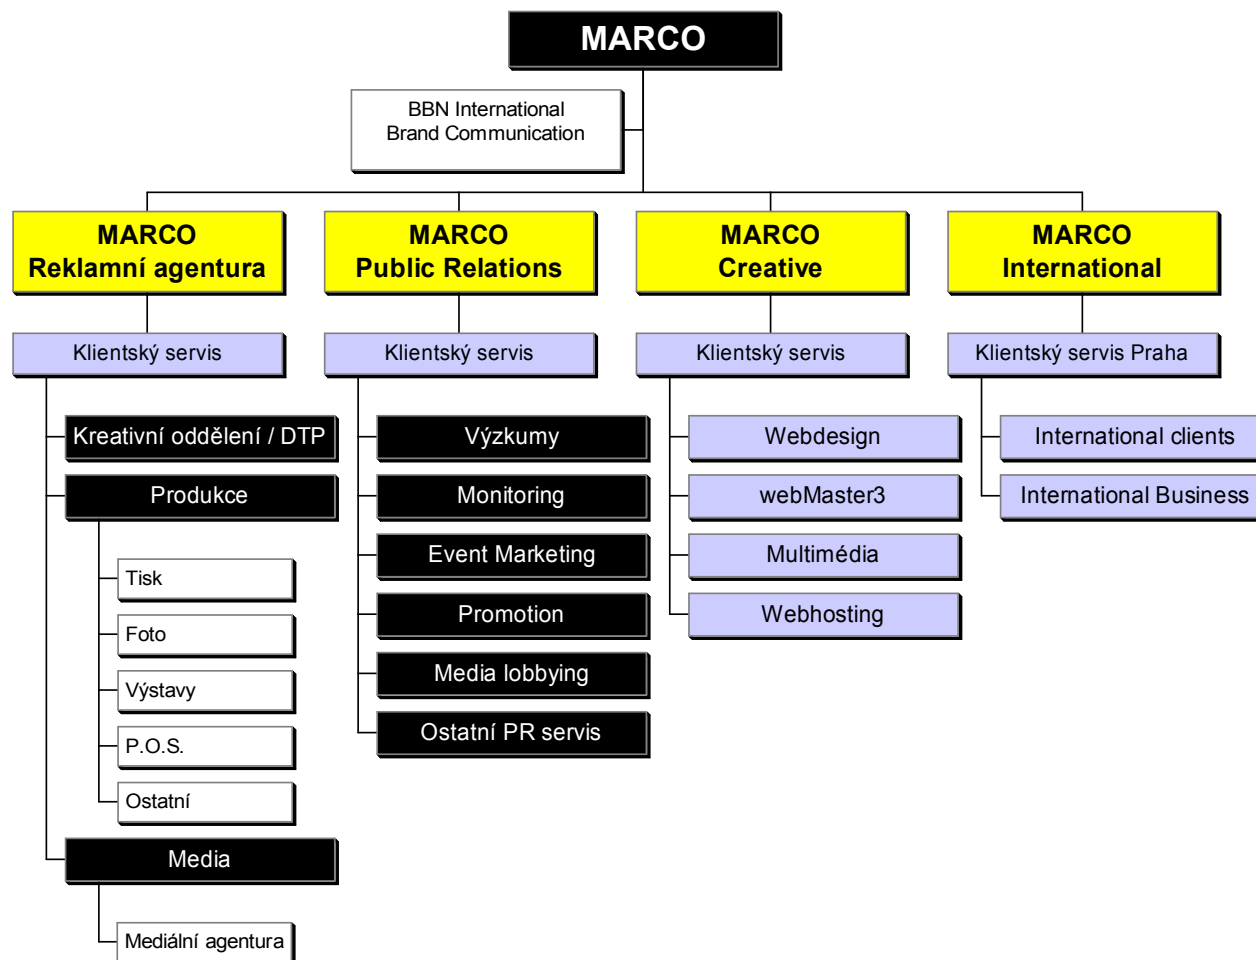 MARCO
BBN International
Brand Communication
MARCO
Reklamní agentura
MARCO
Public Relations
MARCO
Creative
MARCO
International
Klientský servis
Klientský servis
Klientský servis
Klientský servis Praha
Kreativní oddělení / DTP
Produkce
Tisk
Foto
Výstavy
P.O.S.
Ostatní
Media
Mediální agentura
Výzkumy
Monitoring
Event Marketing
Promotion
Media lobbying
Ostatní PR servis
Webdesign
webMaster3
Multimédia
Webhosting
International clients
International Business